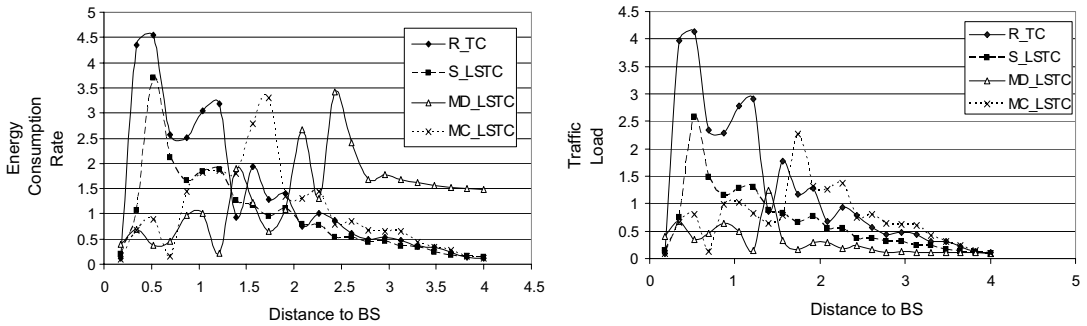 5
4.5
4
3.5
3
2.5
2
1.5
1
0.5
0
Energy
Consumption
Rate
R_TC
S_LSTC
MD_LSTC
MC_LSTC
0 0.5 1 1.5 2 2.5 3 3.5 4 4.5
Distance to BS
4.5
4
3.5
3
2.5
2
1.5
1
0.5
0
Traffic
Load
R_TC
S_LSTC
MD_LSTC
MC_LSTC
0 1 2 3 4 5
Distance to BS